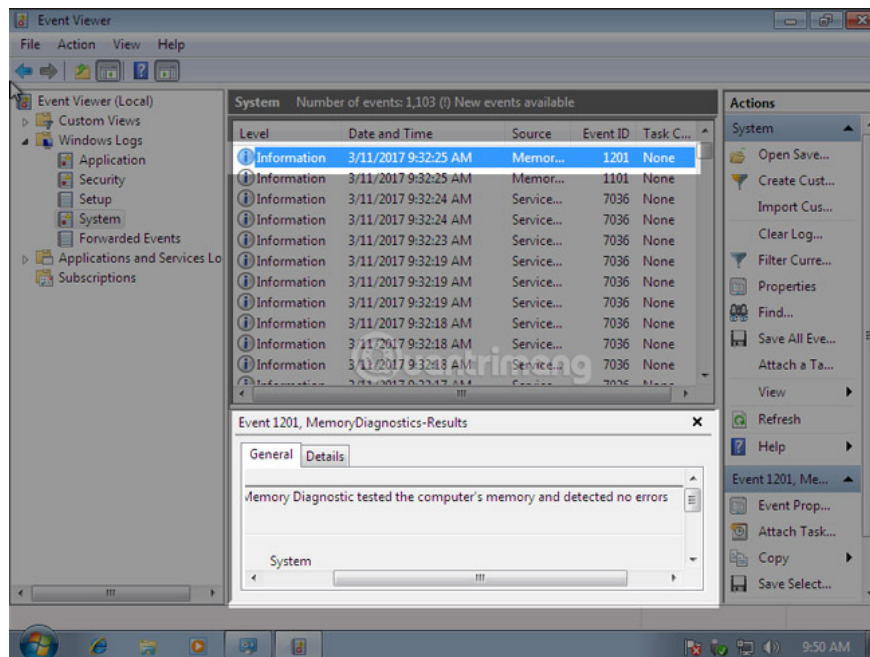 Event Viewer
File Action View Help
Event Viewer (Local)
Custom Views
Windows Logs
Application
Security
Setup
System
Forwarded Events
Applications and Services Lo
Subscriptions
System Number of events: 1,103 (!) New events available
Level Date and Time Source Event ID Task C...
Information 3/11/2017 9:32:25 AM Memor... 1201 None
Information 3/11/2017 9:32:25 AM Memor... 1101 None
Information 3/11/2017 9:32:24 AM Service... 7036 None
Information 3/11/2017 9:32:24 AM Service... 7036 None
Information 3/11/2017 9:32:23 AM Service... 7036 None
Information 3/11/2017 9:32:19 AM Service... 7036 None
Information 3/11/2017 9:32:19 AM Service... 7036 None
Information 3/11/2017 9:32:19 AM Service... 7036 None
Information 3/11/2017 9:32:18 AM Service... 7036 None
Information 3/11/2017 9:32:18 AM Service... 7036 None
Information 3/11/2017 9:32:18 AM Service... 7036 None
Quantrimang
Event 1201, MemoryDiagnostics-Results
General Details
Memory Diagnostic tested the computer's memory and detected no errors
System
Actions
System
Open Save...
Create Cust...
Import Cus...
Clear Log...
Filter Curre...
Properties
Find...
Save All Eve...
Attach a Ta...
View
Refresh
Help
Event 1201, Me...
Event Prop...
Attach Task...
Copy
Save Select...
9:50 AM